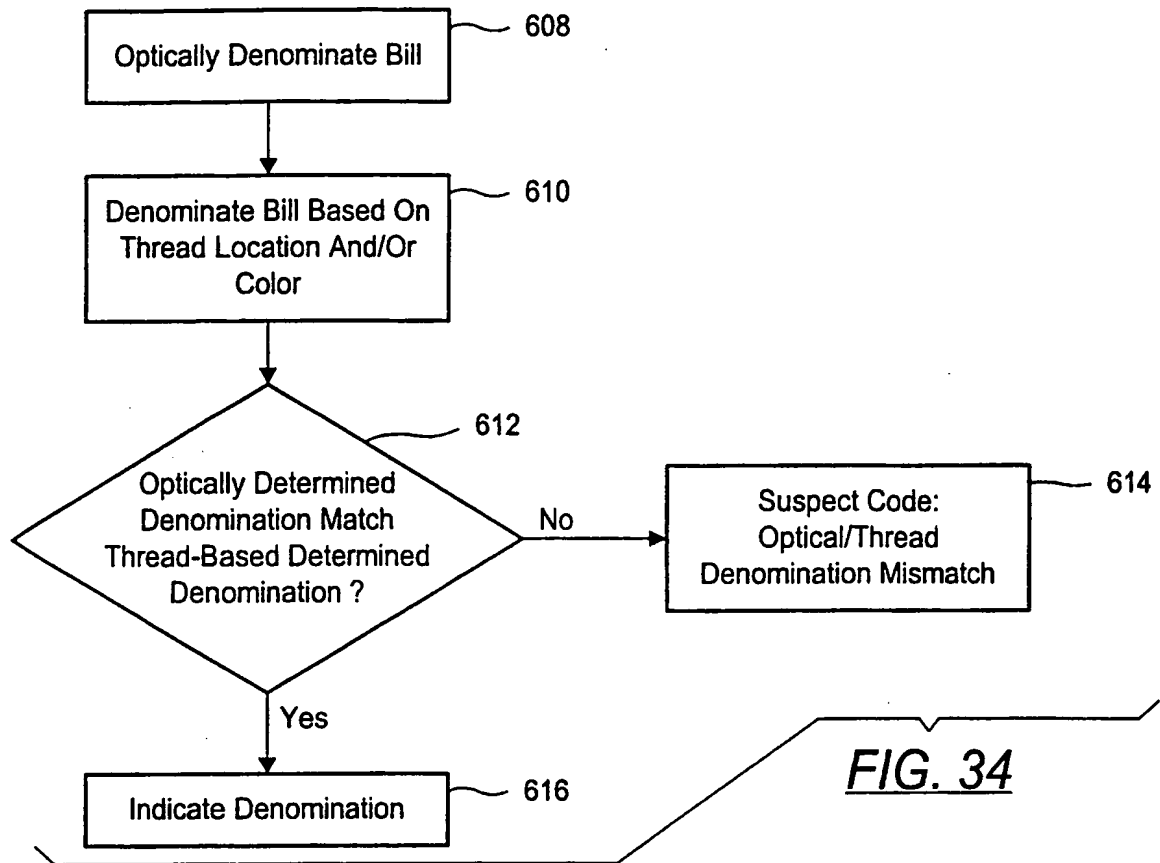 Optically Denominate Bill
608
Denominate Bill Based On
Thread Location And/Or
Color
610
Optically Determined
Denomination Match
Thread-Based Determined
Denomination ?
612
No
Suspect Code:
Optical/Thread
Denomination Mismatch
614
Yes
Indicate Denomination
616
FIG. 34